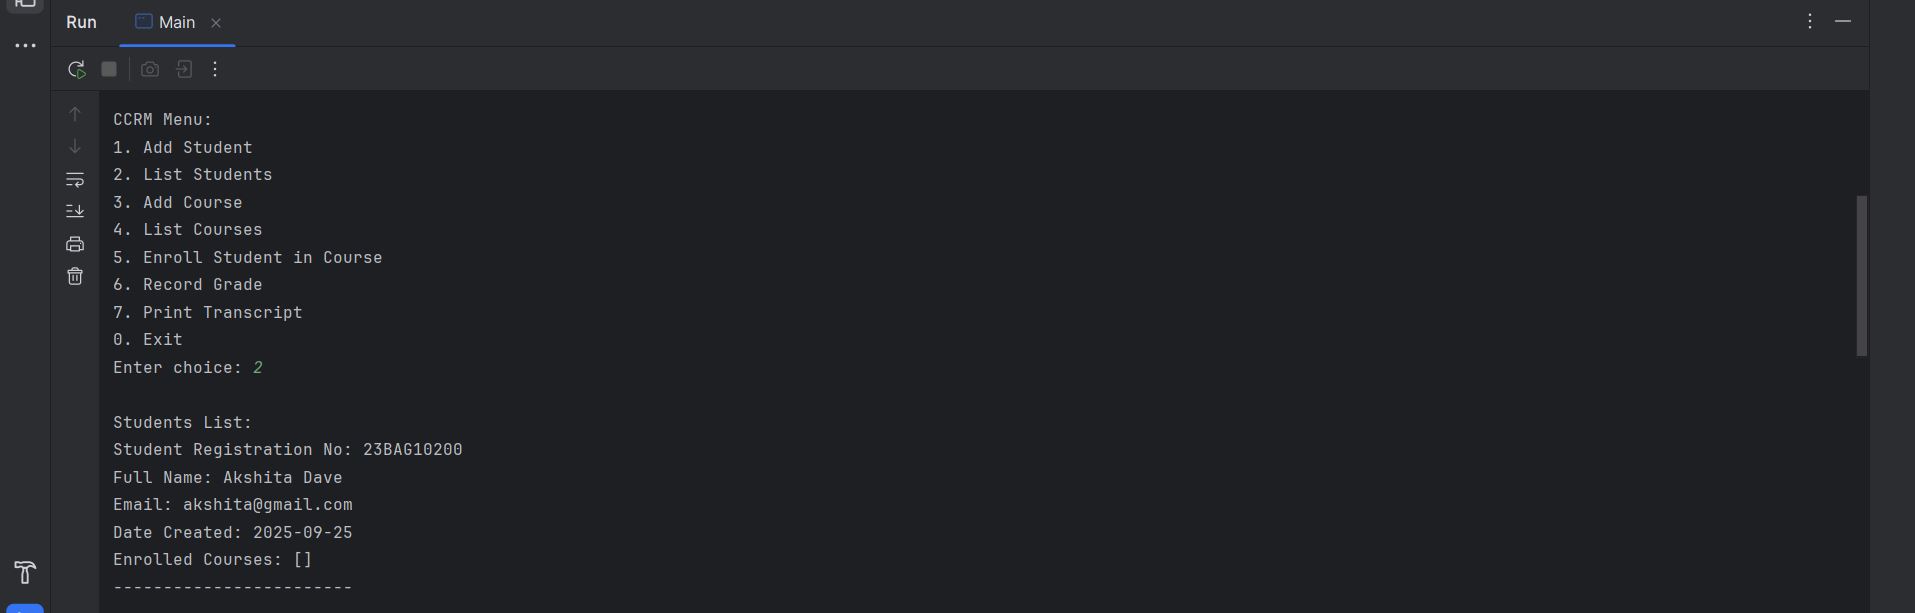 Run Main
CCRM Menu:
1. Add Student
2. List Students
3. Add Course
4. List Courses
5. Enroll Student in Course
6. Record Grade
7. Print Transcript
0. Exit
Enter choice: 2
Students List:
Student Registration No: 23BAG10200
Full Name: Akshita Dave
Email: akshita@gmail.com
Date Created: 2025-09-25
Enrolled Courses: []
------------------------